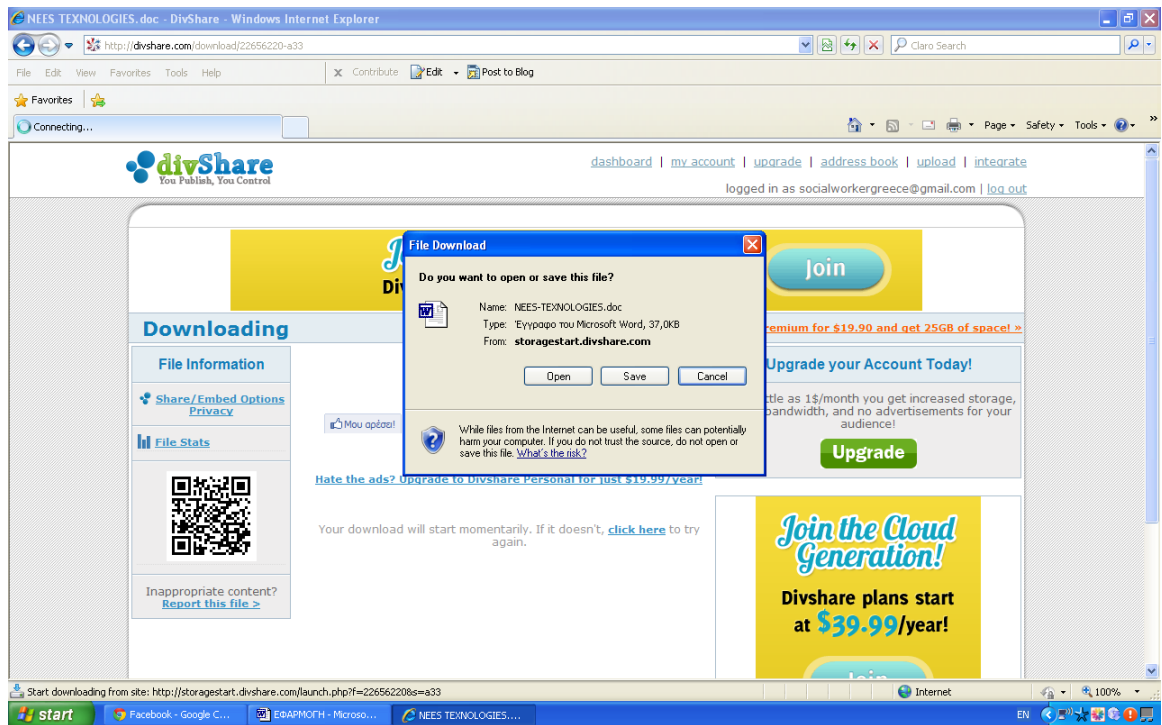 NEES TEXNOLOGIES.doc - DivShare - Windows Internet Explorer
http://divshare.com/download/22656220-a33
Claro Search
File Edit View Favorites Tools Help
x Contribute Edit Post to Blog
Favorites
Connecting...
Page Safety Tools
divShare
You Publish, You Control
dashboard | my account | upgrade | address book | upload | integrate
logged in as socialworkergreece@gmail.com | log out
Join
File Download
Do you want to open or save this file?
Name: NEES-TEXNOLOGIES.doc
Type: Έγγραφο του Microsoft Word, 37,0KB
From: storagestart.divshare.com
Open Save Cancel
While files from the Internet can be useful, some files can potentially
harm your computer. If you do not trust the source, do not open or
save this file. What's the risk?
Downloading
remium for $19.90 and get 25GB of space! »
File Information
Share/Embed Options
Privacy
File Stats
Inappropriate content?
Report this file >
Μου αρέσει!
Hate the ads? Upgrade to Divshare Personal for just $19.99/year!
Your download will start momentarily. If it doesn't, click here to try
again.
Upgrade your Account Today!
ttle as 1$/month you get increased storage,
bandwidth, and no advertisements for your
audience!
Upgrade
Join the Cloud
Generation!
Divshare plans start
at $39.99/year!
Join
Start downloading from site: http://storagestart.divshare.com/launch.php?f=22656220&s=a33
Internet
100%
start
Facebook - Google C...
ΕΦΑΡΜΟΓΗ - Microso...
NEES TEXNOLOGIES....
EN